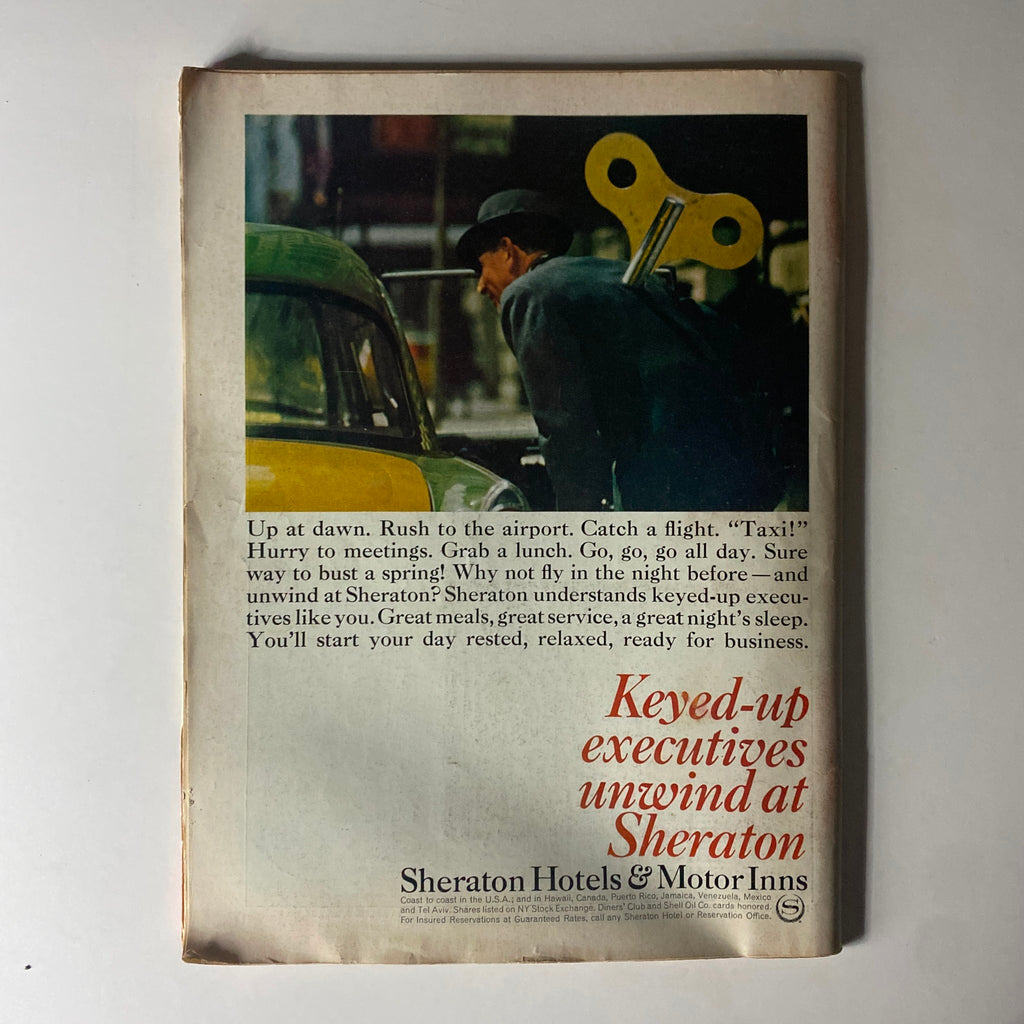 Up at dawn. Rush to the airport. Catch a flight. “Taxi!”
Hurry to meetings. Grab a lunch. Go, go, go all day. Sure
way to bust a spring! Why not fly in the night before—and
unwind at Sheraton? Sheraton understands keyed-up execu-
tives like you. Great meals, great service, a great night's sleep.
You'll start your day rested, relaxed, ready for business.
Keyed-up
executives
unwind at
Sheraton
Sheraton Hotels & Motor Inns
Coast to coast in the U.S.A.; and in Hawaii, Canada, Puerto Rico, Jamaica, Venezuela, Mexico
and Tel Aviv. Shares listed on NY Stock Exchange. Diners' Club and Shell Oil Co. cards honored.
For Insured Reservations at Guaranteed Rates, call any Sheraton Hotel or Reservation Office.
S